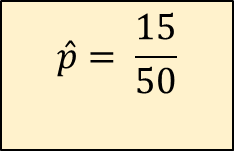 p̂ = 15/50